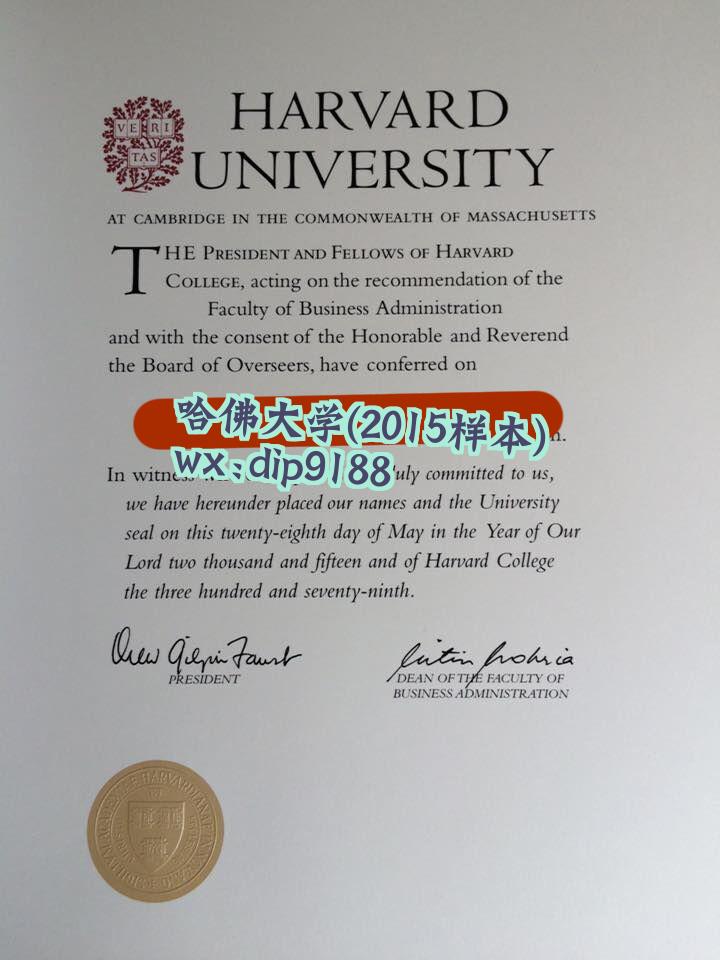 VE RI
TAS
HARVARD
UNIVERSITY
AT CAMBRIDGE IN THE COMMONWEALTH OF MASSACHUSETTS
THE PRESIDENT AND FELLOWS OF HARVARD
COLLEGE, acting on the recommendation of the
Faculty of Business Administration
and with the consent of the Honorable and Reverend
the Board of Overseers, have conferred on
哈佛大学(2015样本)
wx:dip9188
In witness duly committed to us,
we have hereunder placed our names and the University
seal on this twenty-eighth day of May in the Year of Our
Lord two thousand and fifteen and of Harvard College
the three hundred and seventy-ninth.
PRESIDENT
DEAN OF THE FACULTY OF
BUSINESS ADMINISTRATION